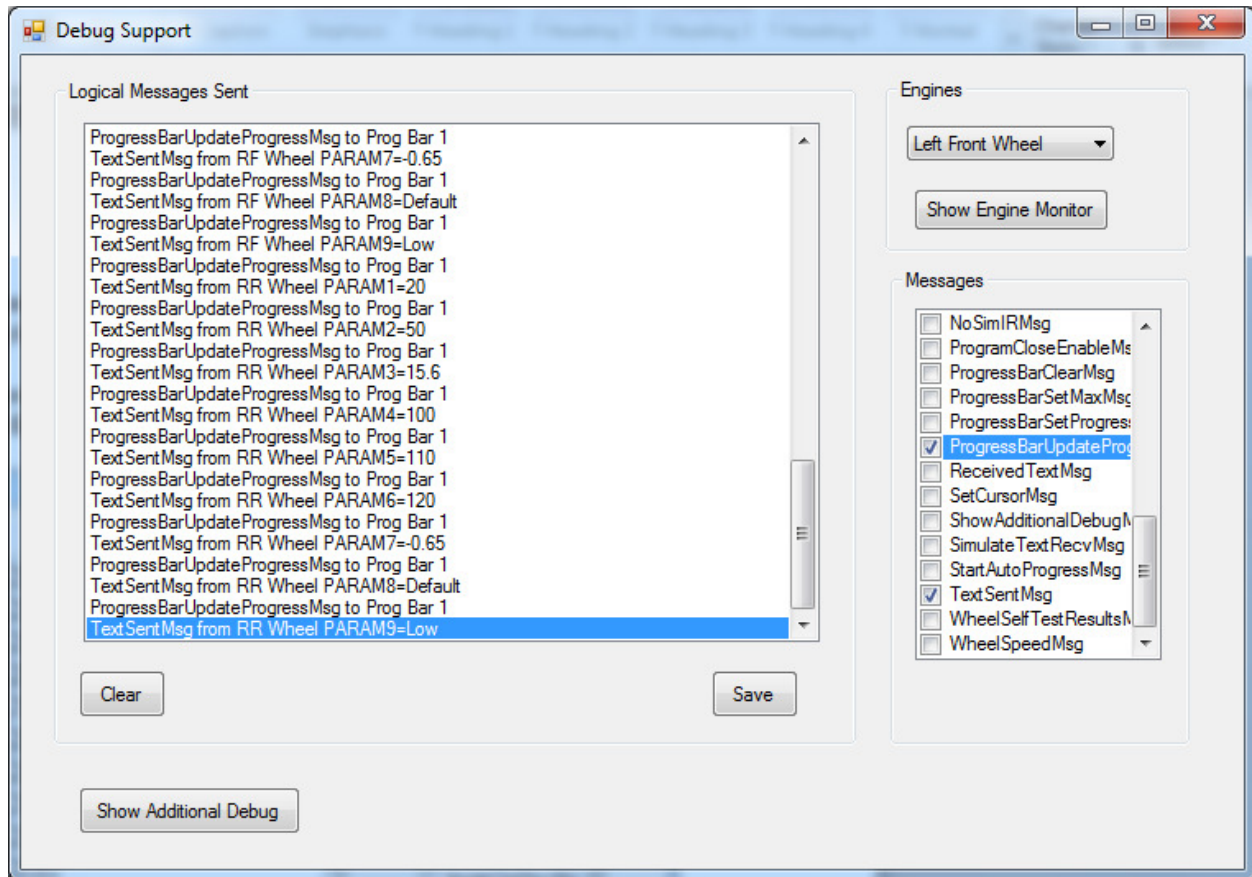 Debug Support
Logical Messages Sent
ProgressBarUpdateProgressMsg to Prog Bar 1
TextSentMsg from RF Wheel PARAM7=-0.65
ProgressBarUpdateProgressMsg to Prog Bar 1
TextSentMsg from RF Wheel PARAM8=Default
ProgressBarUpdateProgressMsg to Prog Bar 1
TextSentMsg from RF Wheel PARAM9=Low
ProgressBarUpdateProgressMsg to Prog Bar 1
TextSentMsg from RR Wheel PARAM1=20
ProgressBarUpdateProgressMsg to Prog Bar 1
TextSentMsg from RR Wheel PARAM2=50
ProgressBarUpdateProgressMsg to Prog Bar 1
TextSentMsg from RR Wheel PARAM3=15.6
ProgressBarUpdateProgressMsg to Prog Bar 1
TextSentMsg from RR Wheel PARAM4=100
ProgressBarUpdateProgressMsg to Prog Bar 1
TextSentMsg from RR Wheel PARAM5=110
ProgressBarUpdateProgressMsg to Prog Bar 1
TextSentMsg from RR Wheel PARAM6=120
ProgressBarUpdateProgressMsg to Prog Bar 1
TextSentMsg from RR Wheel PARAM7=-0.65
ProgressBarUpdateProgressMsg to Prog Bar 1
TextSentMsg from RR Wheel PARAM8=Default
ProgressBarUpdateProgressMsg to Prog Bar 1
TextSentMsg from RR Wheel PARAM9=Low
Clear
Save
Show Additional Debug
Engines
Left Front Wheel
Show Engine Monitor
Messages
NoSimIRMsg
ProgramCloseEnableMs
ProgressBarClearMsg
ProgressBarSetMaxMsg
ProgressBarSetProgres
ProgressBarUpdateProg
ReceivedTextMsg
SetCursorMsg
ShowAdditionalDebugM
SimulateTextRecvMsg
StartAutoProgressMsg
TextSentMsg
WheelSelfTestResultsM
WheelSpeedMsg